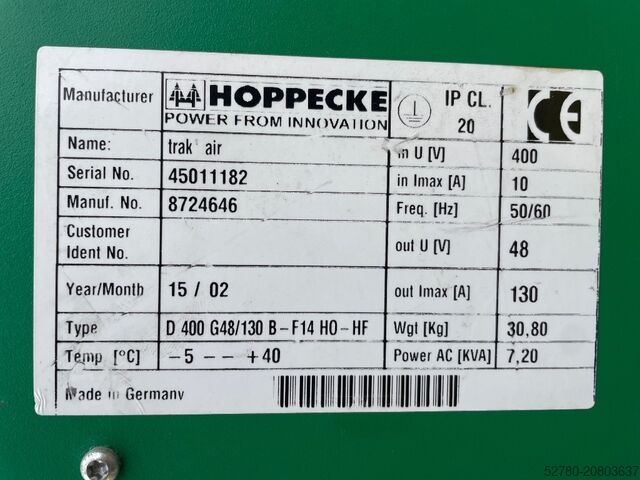 Manufacturer HOPPECKE IP CL. CE
POWER FROM INNOVATION 20
Name: trak air in U [V] 400
Serial No. 45011182 in Imax [A] 10
Manuf. No. 8724646 Freq. [Hz] 50/60
Customer
Ident No. out U [V] 48
Year/Month 15 / 02 out Imax [A] 130
Type D 400 G48/130 B-F14 HO-HF Wgt [Kg] 30,80
Temp [°C] -5 -- +40 Power AC [KVA] 7,20
Made in Germany
52780-20803637